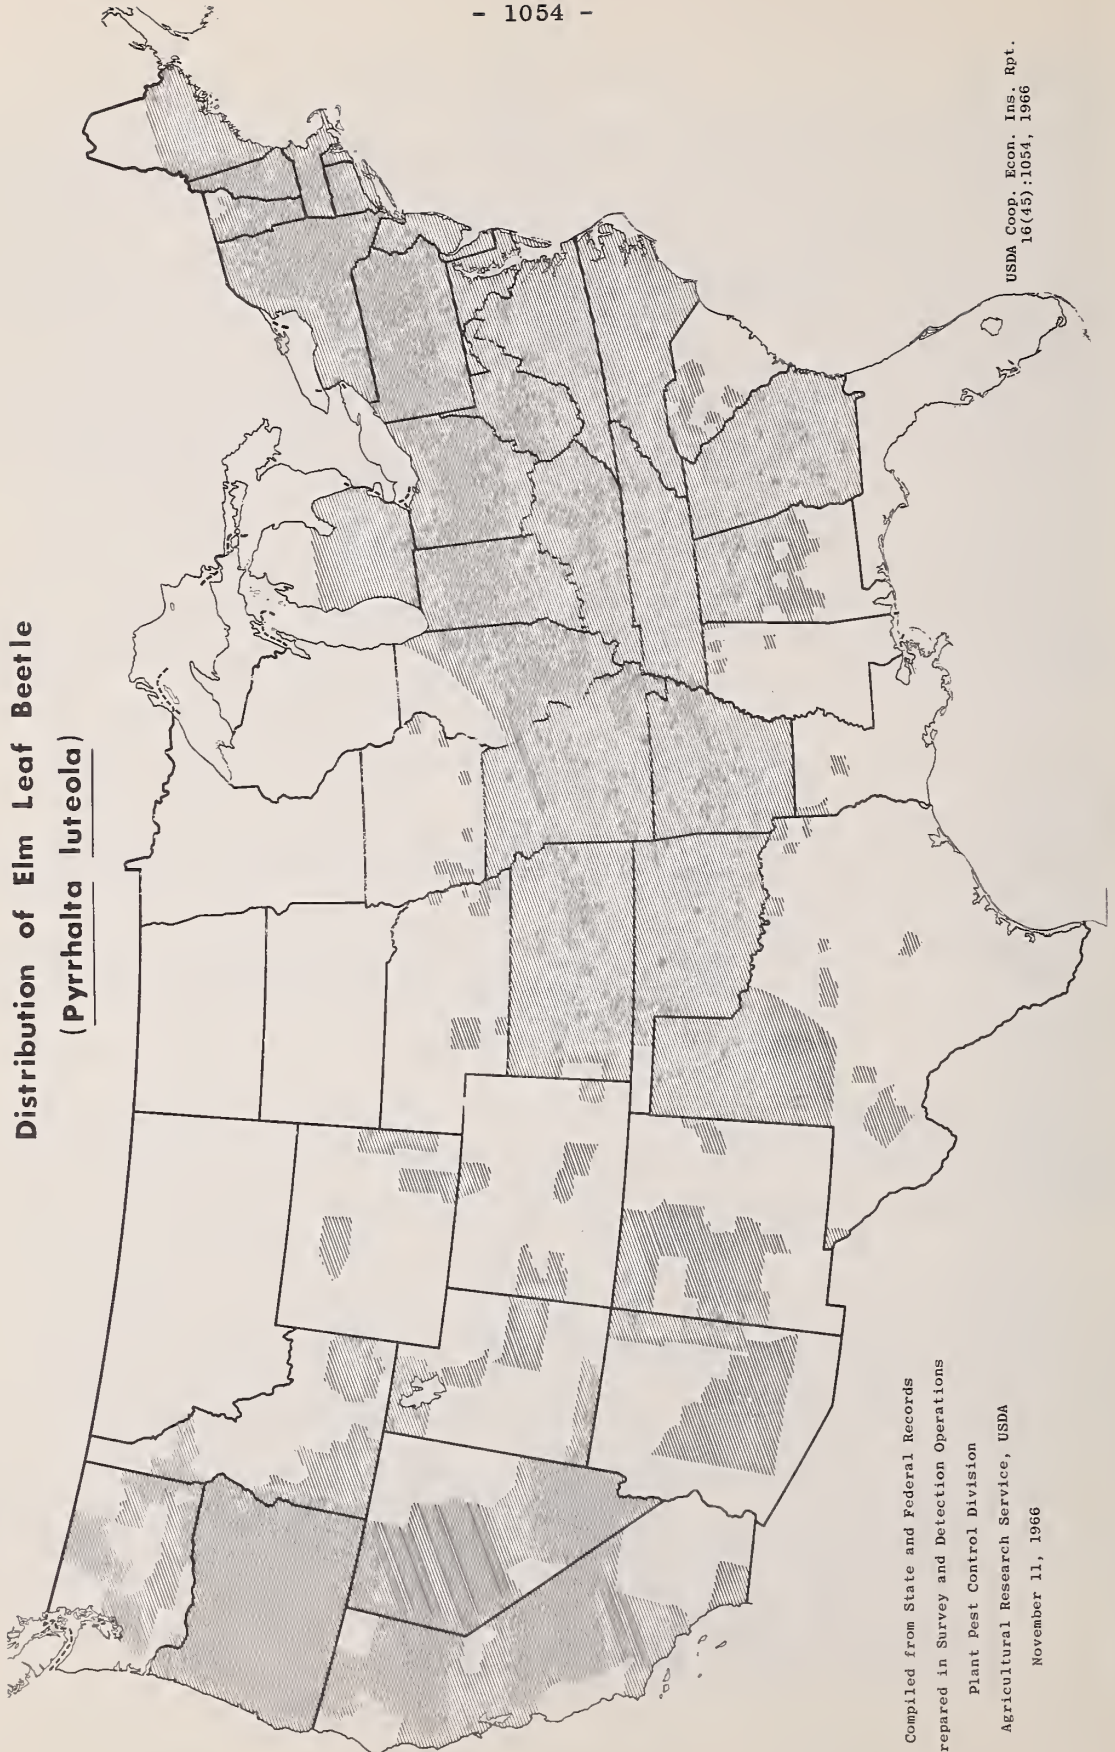 - 1054 -
Distribution of Elm Leaf Beetle
(Pyrrhalta luteola)
USDA Coop. Econ. Ins. Rpt.
16(45):1054, 1966
Compiled from State and Federal Records
repared in Survey and Detection Operations
Plant Pest Control Division
Agricultural Research Service, USDA
November 11, 1966